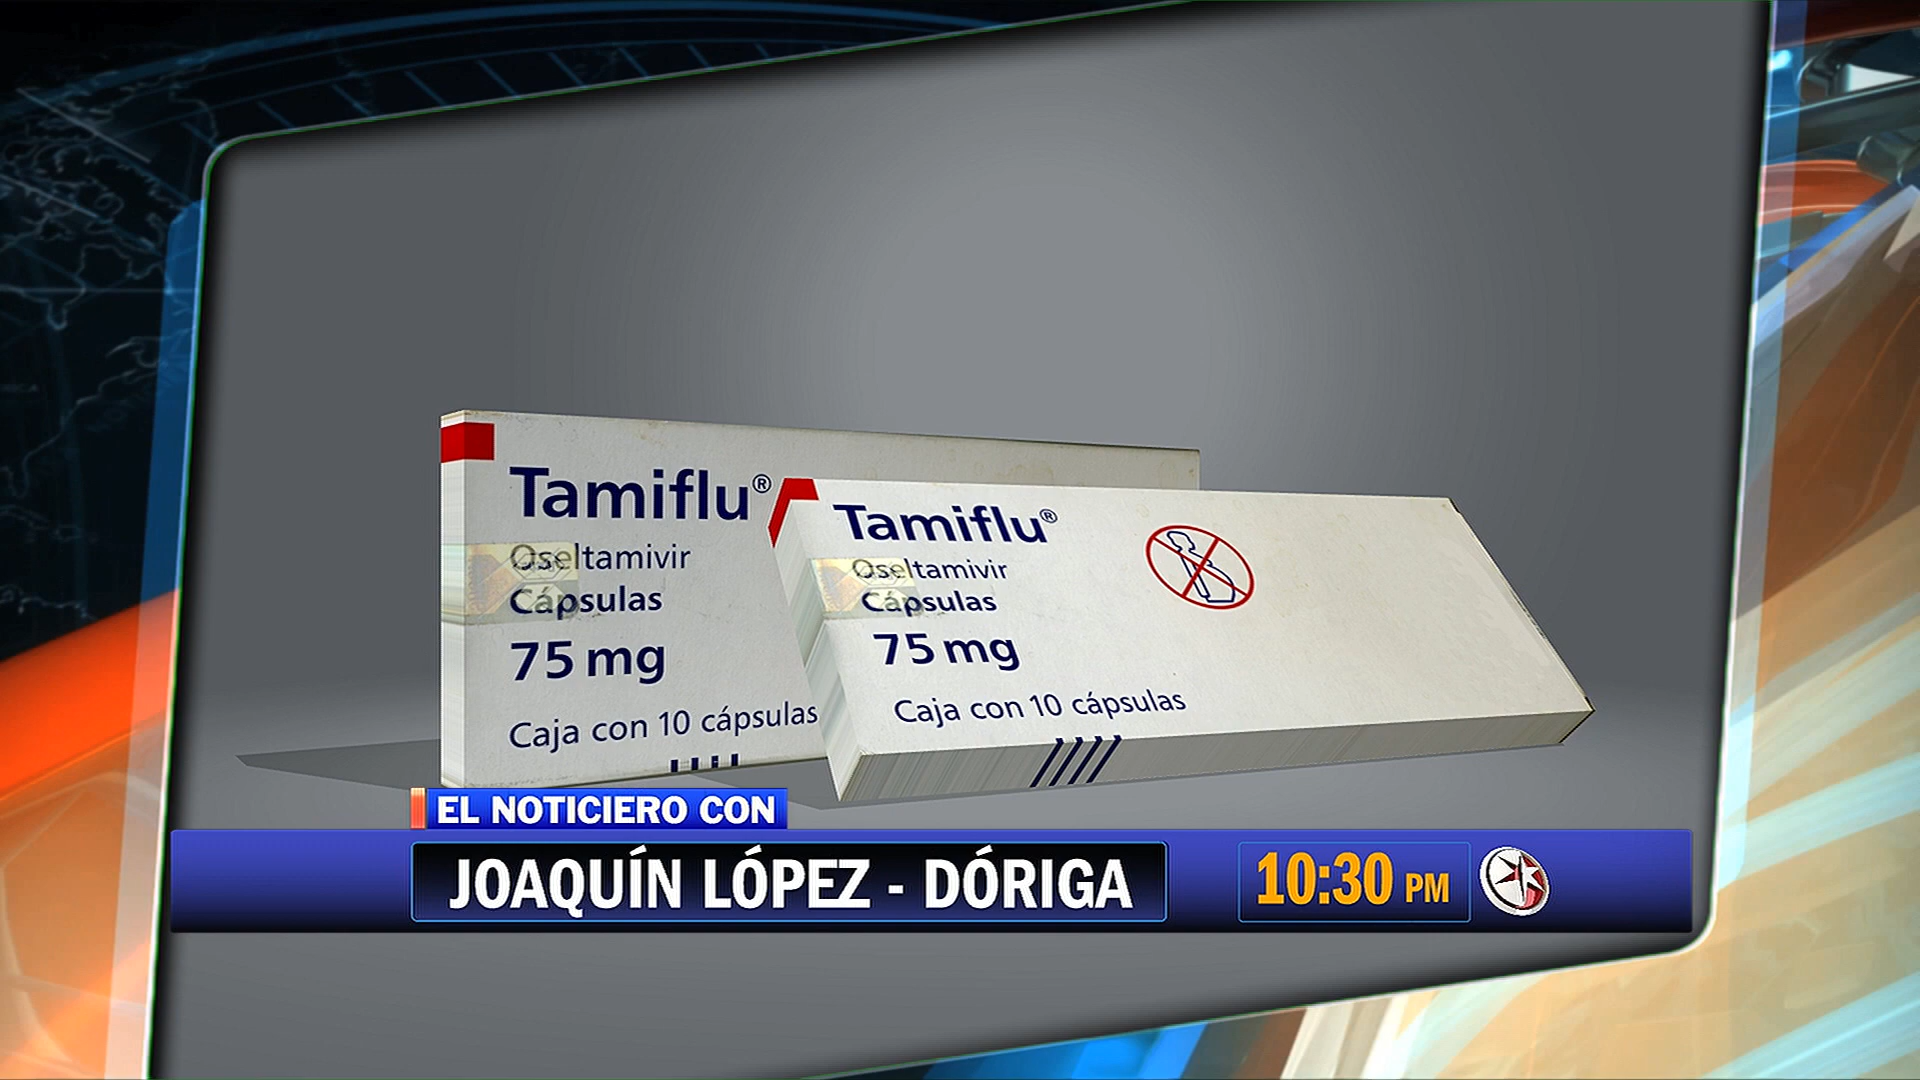 Tamiflu®
Oseltamivir
Cápsulas
75 mg
Caja con 10 cápsulas
Tamiflu®
Oseltamivir
Cápsulas
75 mg
Caja con 10 cápsulas
EL NOTICIERO CON
JOAQUÍN LÓPEZ - DÓRIGA
10:30 PM